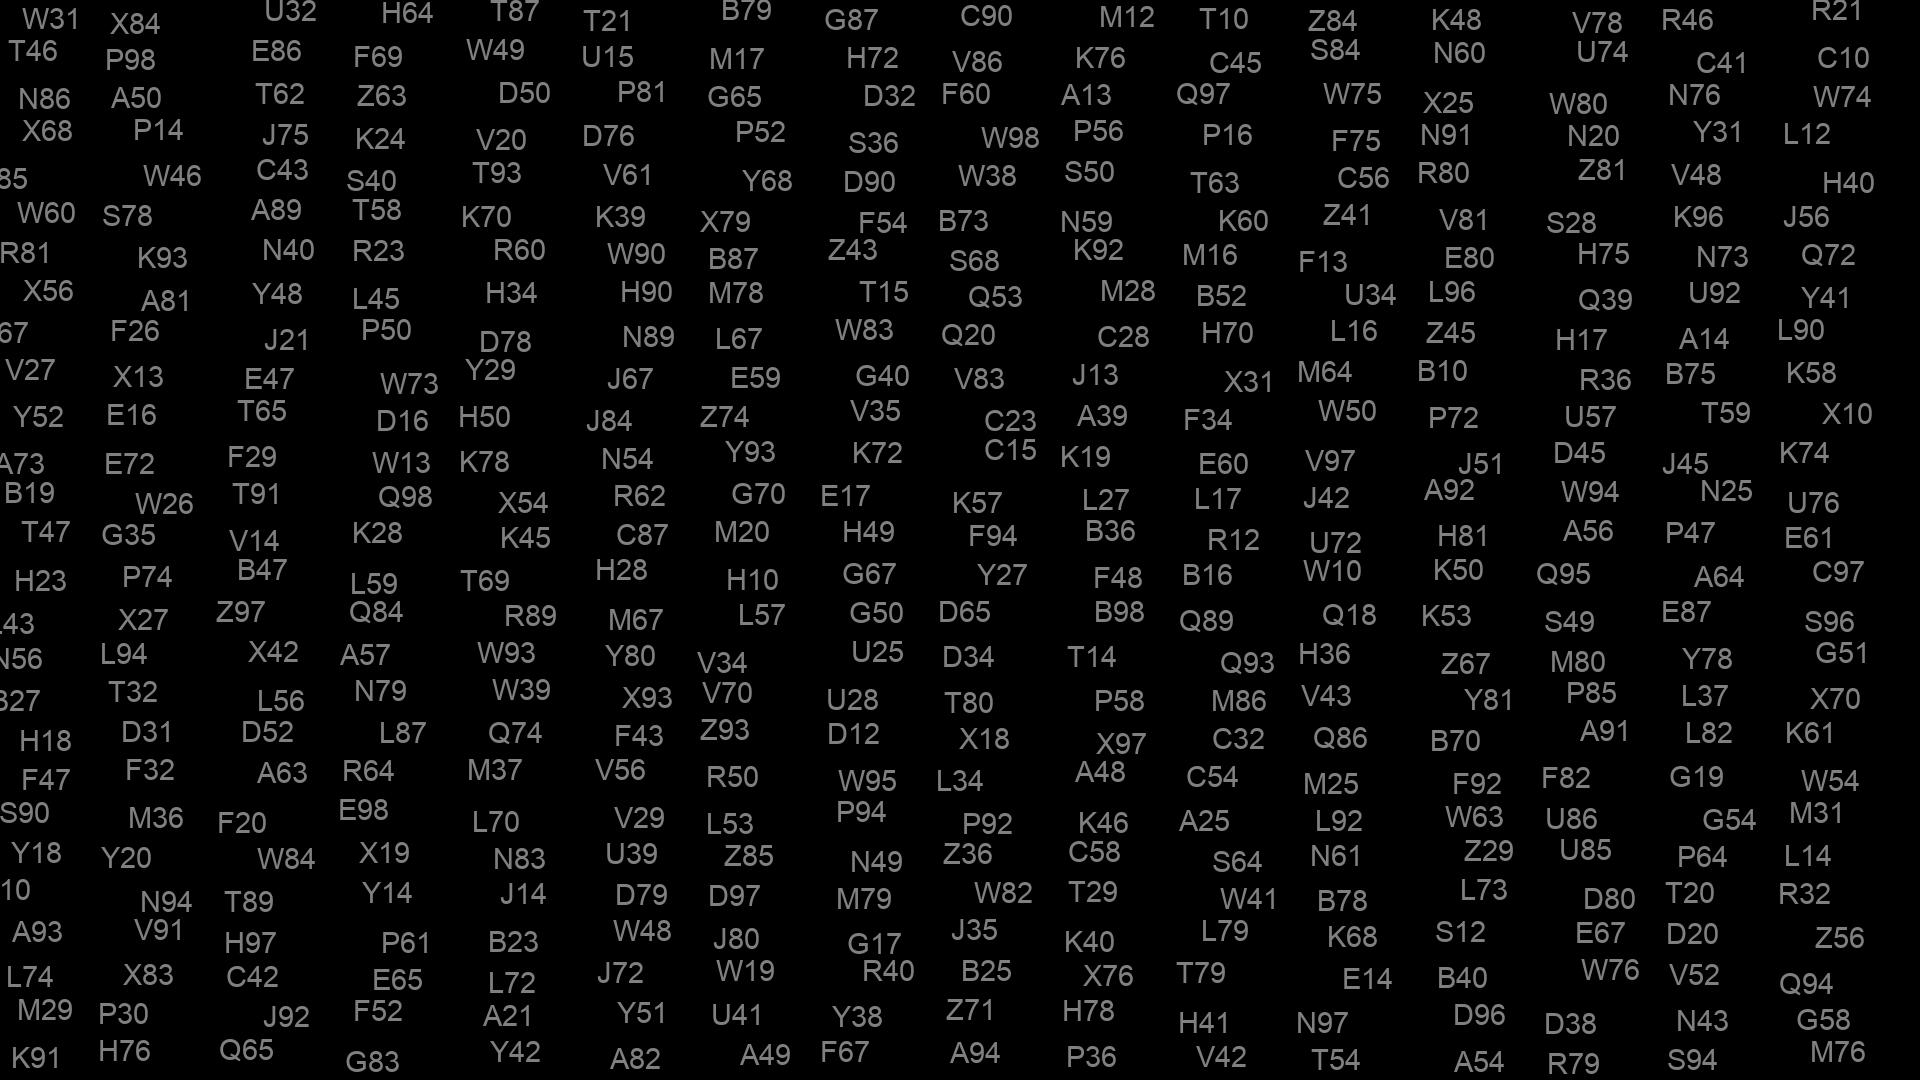 W31 X84 U32 H64 T87 T21 B79 G87 C90 M12 T10 Z84 K48 V78 R46 R21
T46 P98 E86 F69 W49 U15 M17 H72 V86 K76 C45 S84 N60 U74 C41 C10
N86 A50 T62 Z63 D50 P81 G65 D32 F60 A13 Q97 W75 X25 W80 N76 W74
X68 P14 J75 K24 V20 D76 P52 S36 W98 P56 P16 F75 N91 N20 Y31 L12
85 W46 C43 S40 T93 V61 Y68 D90 W38 S50 T63 C56 R80 Z81 V48 H40
W60 S78 A89 T58 K70 K39 X79 F54 B73 N59 K60 Z41 V81 S28 K96 J56
R81 K93 N40 R23 R60 W90 B87 Z43 S68 K92 M16 F13 E80 H75 N73 Q72
X56 A81 Y48 L45 H34 H90 M78 T15 Q53 M28 B52 U34 L96 Q39 U92 Y41
67 F26 J21 P50 D78 N89 L67 W83 Q20 C28 H70 L16 Z45 H17 A14 L90
V27 X13 E47 W73 Y29 J67 E59 G40 V83 J13 X31 M64 B10 R36 B75 K58
Y52 E16 T65 D16 H50 J84 Z74 V35 C23 A39 F34 W50 P72 U57 T59 X10
A73 E72 F29 W13 K78 N54 Y93 K72 C15 K19 E60 V97 J51 D45 J45 K74
B19 W26 T91 Q98 X54 R62 G70 E17 K57 L27 L17 J42 A92 W94 N25 U76
T47 G35 V14 K28 K45 C87 M20 H49 F94 B36 R12 U72 H81 A56 P47 E61
H23 P74 B47 L59 T69 H28 H10 G67 Y27 F48 B16 W10 K50 Q95 A64 C97
43 X27 Z97 Q84 R89 M67 L57 G50 D65 B98 Q89 Q18 K53 S49 E87 S96
N56 L94 X42 A57 W93 Y80 V34 U25 D34 T14 Q93 H36 Z67 M80 Y78 G51
B27 T32 L56 N79 W39 X93 V70 U28 T80 P58 M86 V43 Y81 P85 L37 X70
H18 D31 D52 L87 Q74 F43 Z93 D12 X18 X97 C32 Q86 B70 A91 L82 K61
F47 F32 A63 R64 M37 V56 R50 W95 L34 A48 C54 M25 F92 F82 G19 W54
S90 M36 F20 E98 L70 V29 L53 P94 P92 K46 A25 L92 W63 U86 G54 M31
Y18 Y20 W84 X19 N83 U39 Z85 N49 Z36 C58 S64 N61 Z29 U85 P64 L14
10 N94 T89 Y14 J14 D79 D97 M79 W82 T29 W41 B78 L73 D80 T20 R32
A93 V91 H97 P61 B23 W48 J80 G17 J35 K40 L79 K68 S12 E67 D20 Z56
L74 X83 C42 E65 L72 J72 W19 R40 B25 X76 T79 E14 B40 W76 V52 Q94
M29 P30 J92 F52 A21 Y51 U41 Y38 Z71 H78 H41 N97 D96 D38 N43 G58
K91 H76 Q65 G83 Y42 A82 A49 F67 A94 P36 V42 T54 A54 R79 S94 M76